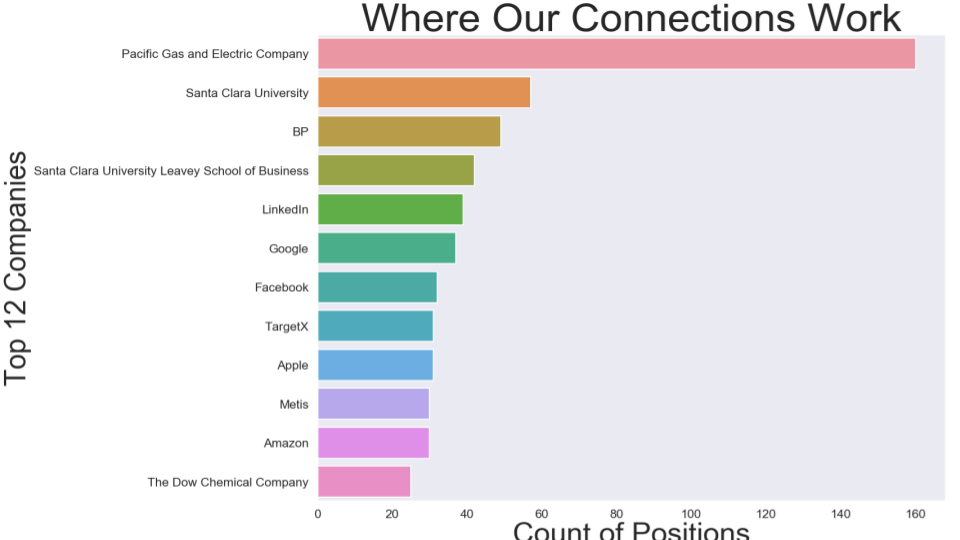 Where Our Connections Work
Top 12 Companies
Pacific Gas and Electric Company
Santa Clara University
BP
Santa Clara University Leavey School of Business
LinkedIn
Google
Facebook
TargetX
Apple
Metis
Amazon
The Dow Chemical Company
0 20 40 60 80 100 120 140 160
Count of Positions